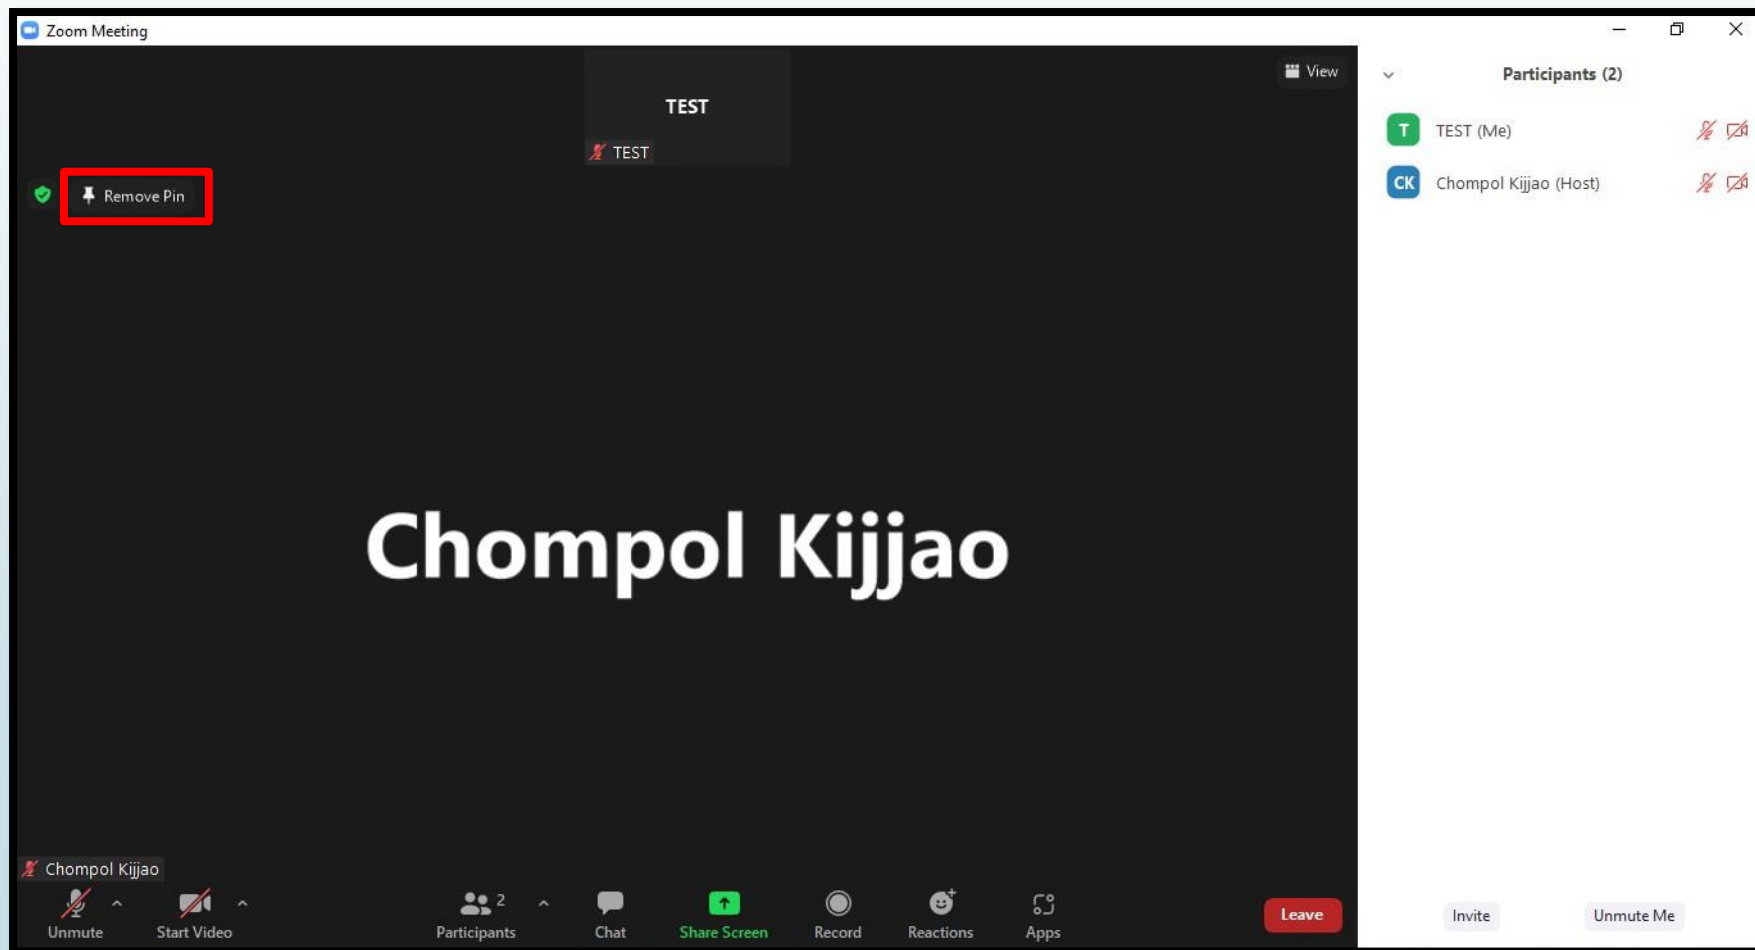 Zoom Meeting
TEST
View
TEST
Remove Pin
Chompol Kijjao
Chompol Kijjao
Unmute
Start Video
2
Participants
Chat
Share Screen
Record
Reactions
Apps
Leave
Participants (2)
T TEST (Me)
CK Chompol Kijjao (Host)
Invite
Unmute Me